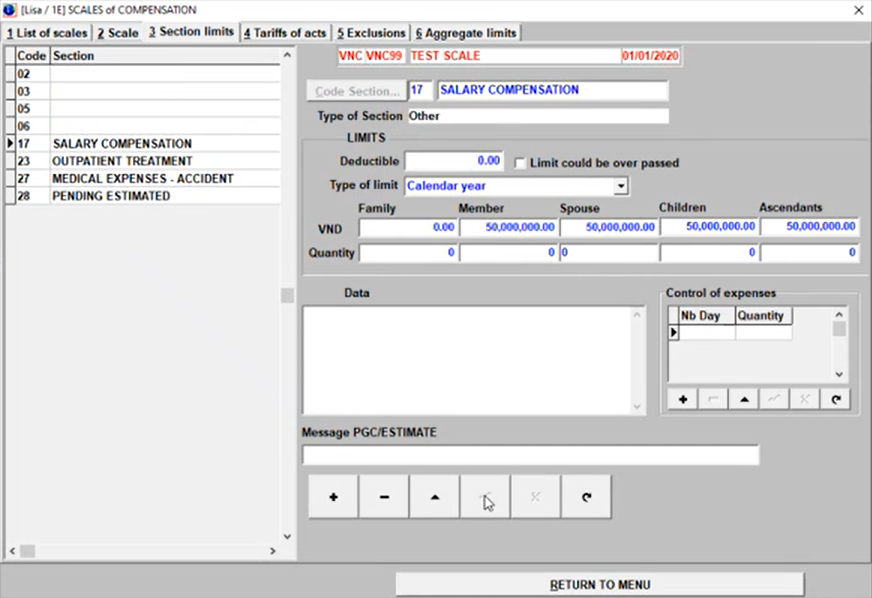 [Lisa / 1E] SCALES of COMPENSATION
1 List of scales 2 Scale 3 Section limits 4 Tariffs of acts 5 Exclusions 6 Aggregate limits
Code Section
02
03
05
06
17 SALARY COMPENSATION
23 OUTPATIENT TREATMENT
27 MEDICAL EXPENSES - ACCIDENT
28 PENDING ESTIMATED
VNC VNC99 TEST SCALE 01/01/2020
Code Section... 17 SALARY COMPENSATION
Type of Section Other
LIMITS
Deductible 0.00 Limit could be over passed
Type of limit Calendar year
Family Member Spouse Children Ascendants
VND 0.00 50,000,000.00 50,000,000.00 50,000,000.00 50,000,000.00
Quantity 0 0 0 0 0
Data
Control of expenses
Nb Day Quantity
Message PGC/ESTIMATE
RETURN TO MENU